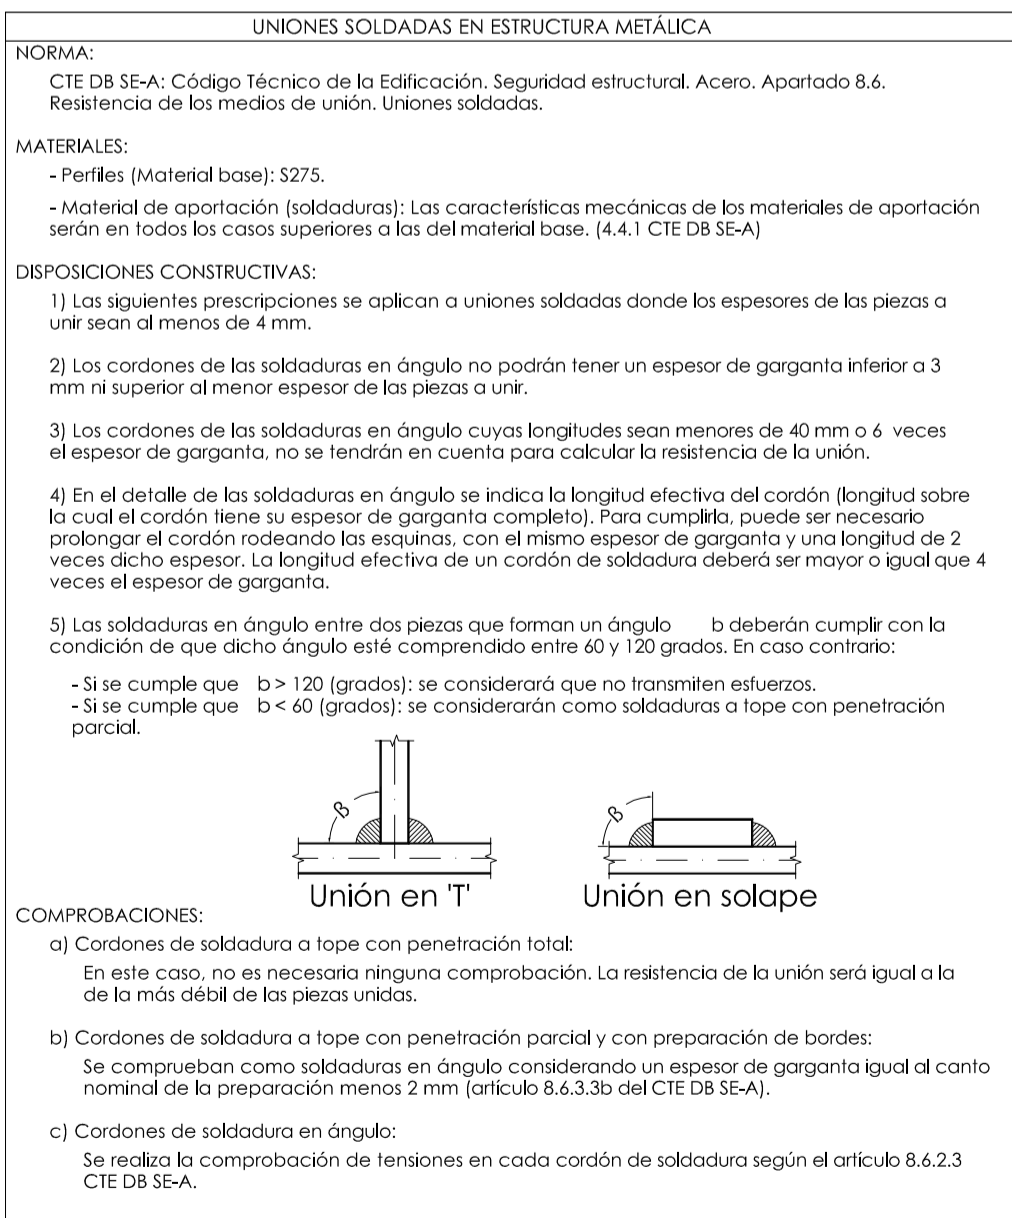 UNIONES SOLDADAS EN ESTRUCTURA METÁLICA
NORMA:
CTE DB SE-A: Código Técnico de la Edificación. Seguridad estructural. Acero. Apartado 8.6.
Resistencia de los medios de unión. Uniones soldadas.
MATERIALES:
- Perfiles (Material base): S275.
- Material de aportación (soldaduras): Las características mecánicas de los materiales de aportación
serán en todos los casos superiores a las del material base. (4.4.1 CTE DB SE-A)
DISPOSICIONES CONSTRUCTIVAS:
1) Las siguientes prescripciones se aplican a uniones soldadas donde los espesores de las piezas a
unir sean al menos de 4 mm.
2) Los cordones de las soldaduras en ángulo no podrán tener un espesor de garganta inferior a 3
mm ni superior al menor espesor de las piezas a unir.
3) Los cordones de las soldaduras en ángulo cuyas longitudes sean menores de 40 mm o 6 veces
el espesor de garganta, no se tendrán en cuenta para calcular la resistencia de la unión.
4) En el detalle de las soldaduras en ángulo se indica la longitud efectiva del cordón (longitud sobre
la cual el cordón tiene su espesor de garganta completo). Para cumplirla, puede ser necesario
prolongar el cordón rodeando las esquinas, con el mismo espesor de garganta y una longitud de 2
veces dicho espesor. La longitud efectiva de un cordón de soldadura deberá ser mayor o igual que 4
veces el espesor de garganta.
5) Las soldaduras en ángulo entre dos piezas que forman un ángulo b deberán cumplir con la
condición de que dicho ángulo esté comprendido entre 60 y 120 grados. En caso contrario:
- Si se cumple que b > 120 (grados): se considerará que no transmiten esfuerzos.
- Si se cumple que b < 60 (grados): se considerarán como soldaduras a tope con penetración
parcial.
β
β
Unión en 'T'
Unión en solape
COMPROBACIONES:
a) Cordones de soldadura a tope con penetración total:
En este caso, no es necesaria ninguna comprobación. La resistencia de la unión será igual a la
de la más débil de las piezas unidas.
b) Cordones de soldadura a tope con penetración parcial y con preparación de bordes:
Se comprueban como soldaduras en ángulo considerando un espesor de garganta igual al canto
nominal de la preparación menos 2 mm (artículo 8.6.3.3b del CTE DB SE-A).
c) Cordones de soldadura en ángulo:
Se realiza la comprobación de tensiones en cada cordón de soldadura según el artículo 8.6.2.3
CTE DB SE-A.